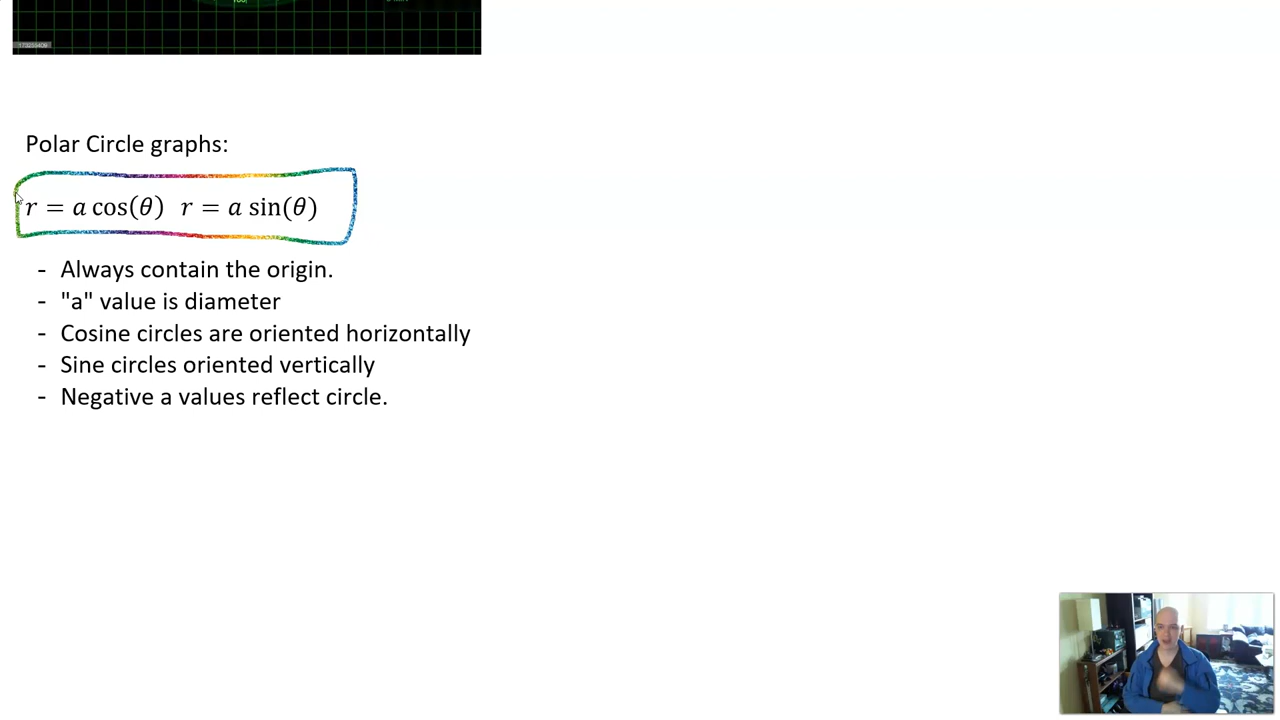 Polar Circle graphs:
r = a cos(θ) r = a sin(θ)
- Always contain the origin.
- "a" value is diameter
- Cosine circles are oriented horizontally
- Sine circles oriented vertically
- Negative a values reflect circle.